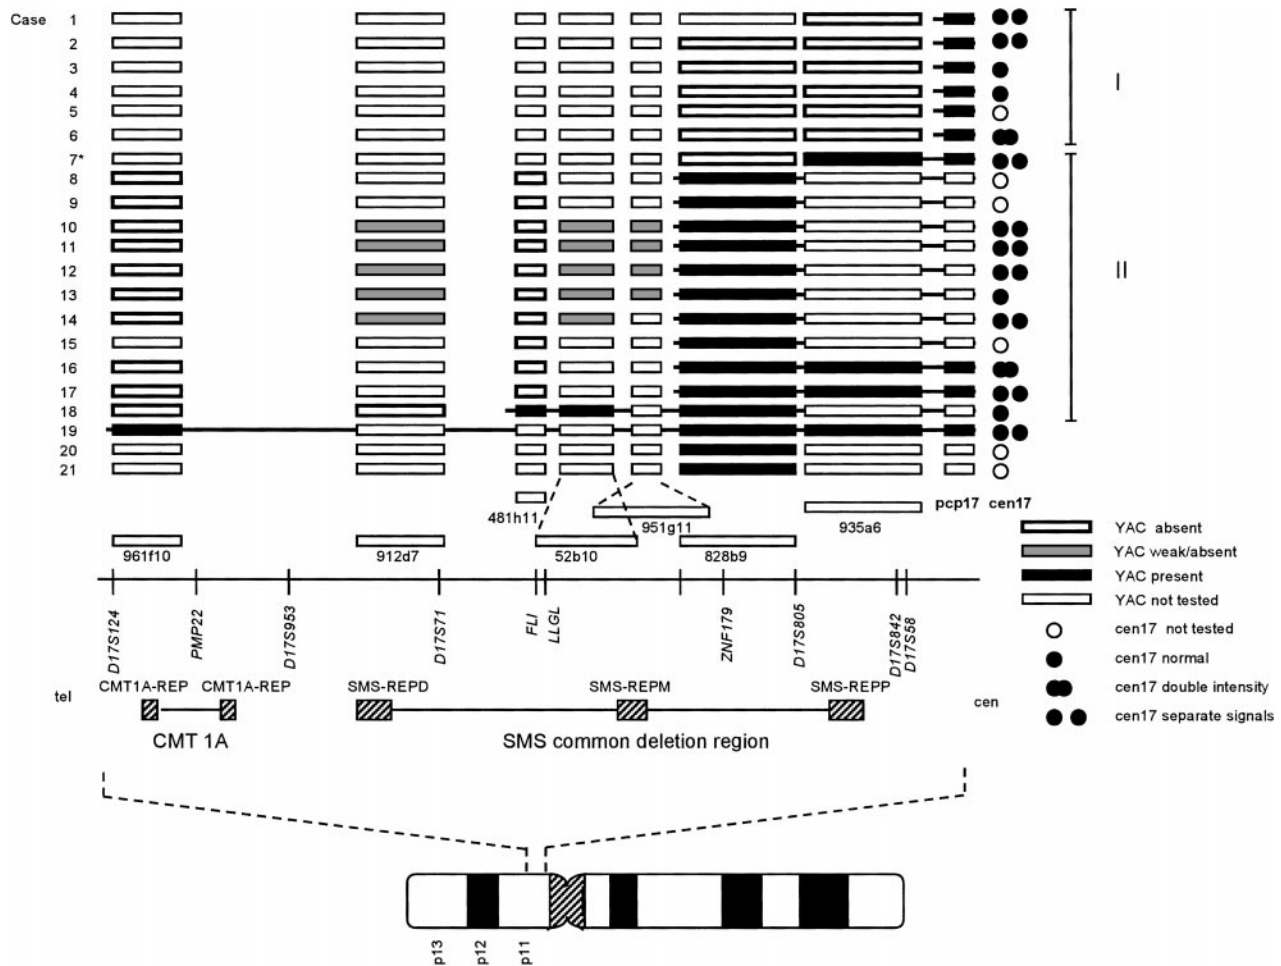 Case 1
2
3
4
5
6
7*
8
9
10
11
12
13
14
15
16
17
18
19
20
21
I
II
481h11
951g11
935a6
pcp17 cen17
961f10
912d7
52b10
828b9
YAC absent
YAC weak/absent
YAC present
YAC not tested
cen17 not tested
cen17 normal
cen17 double intensity
cen17 separate signals
D17S124
PMP22
D17S953
D17S71
FLI
LLGL
ZNF179
D17S805
D17S842
D17S58
tel
CMT1A-REP
CMT1A-REP
SMS-REPD
SMS-REPM
SMS-REPP
cen
CMT 1A
SMS common deletion region
p13
p12
p11